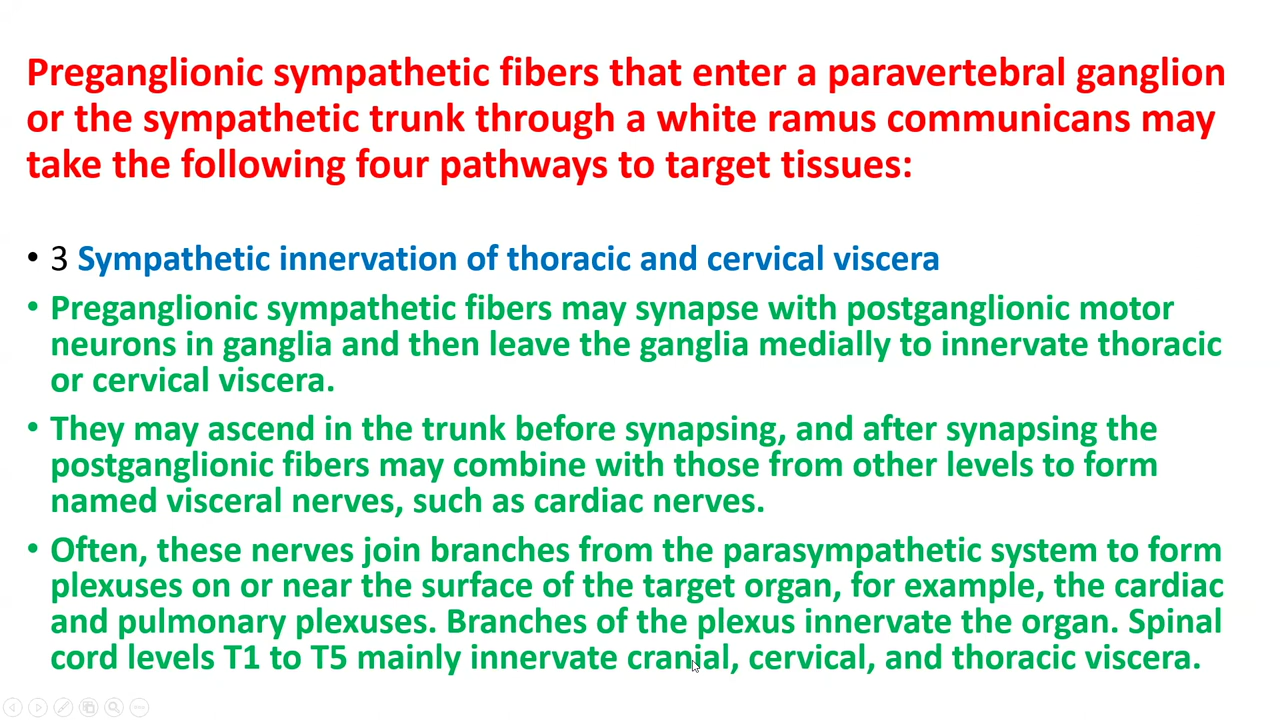 Preganglionic sympathetic fibers that enter a paravertebral ganglion
or the sympathetic trunk through a white ramus communicans may
take the following four pathways to target tissues:
• 3 Sympathetic innervation of thoracic and cervical viscera
• Preganglionic sympathetic fibers may synapse with postganglionic motor
neurons in ganglia and then leave the ganglia medially to innervate thoracic
or cervical viscera.
• They may ascend in the trunk before synapsing, and after synapsing the
postganglionic fibers may combine with those from other levels to form
named visceral nerves, such as cardiac nerves.
• Often, these nerves join branches from the parasympathetic system to form
plexuses on or near the surface of the target organ, for example, the cardiac
and pulmonary plexuses. Branches of the plexus innervate the organ. Spinal
cord levels T1 to T5 mainly innervate cranial, cervical, and thoracic viscera.